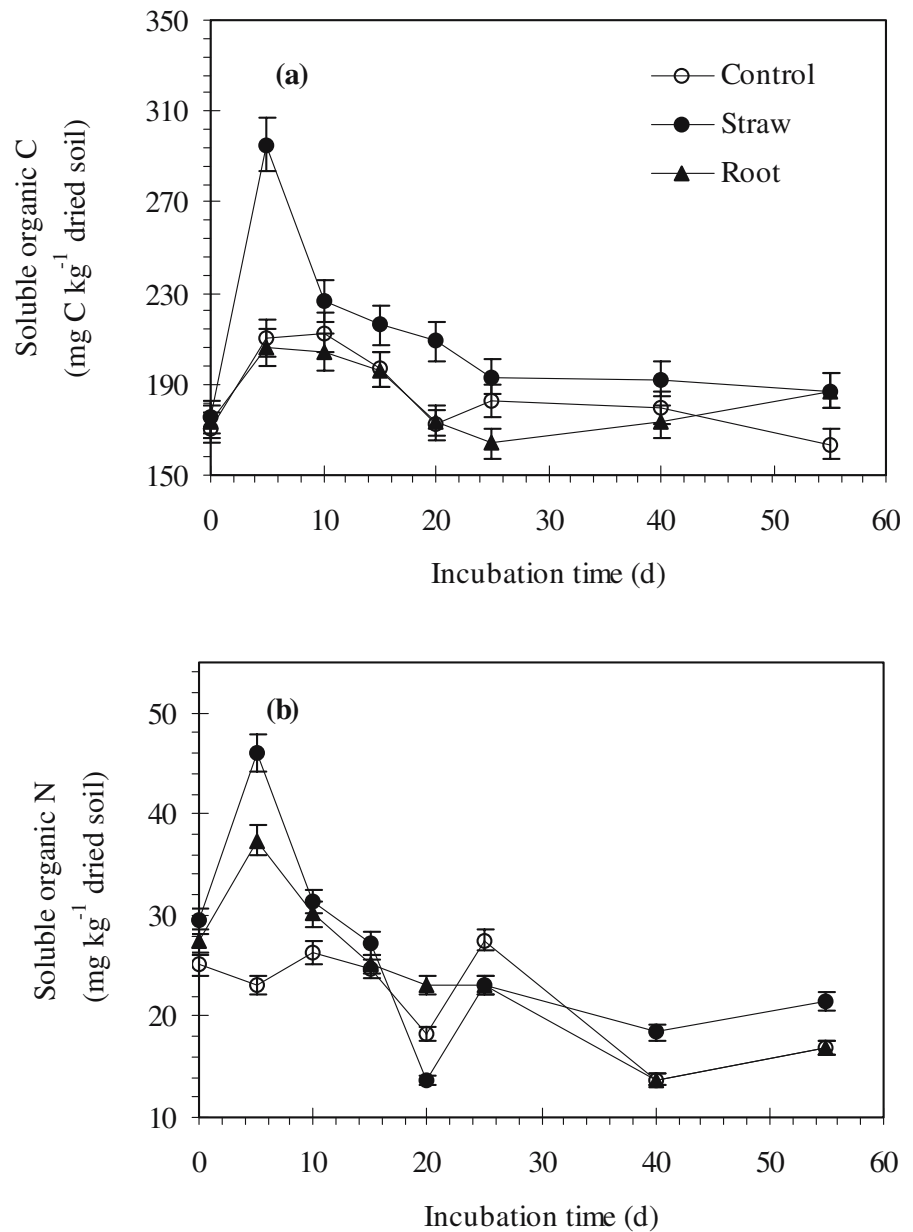 350
310
270
230
190
150
Soluble organic C
(mg C kg⁻¹ dried soil)
(a)
Control
Straw
Root
0 10 20 30 40 50 60
Incubation time (d)
50
40
30
20
10
Soluble organic N
(mg kg⁻¹ dried soil)
(b)
0 10 20 30 40 50 60
Incubation time (d)